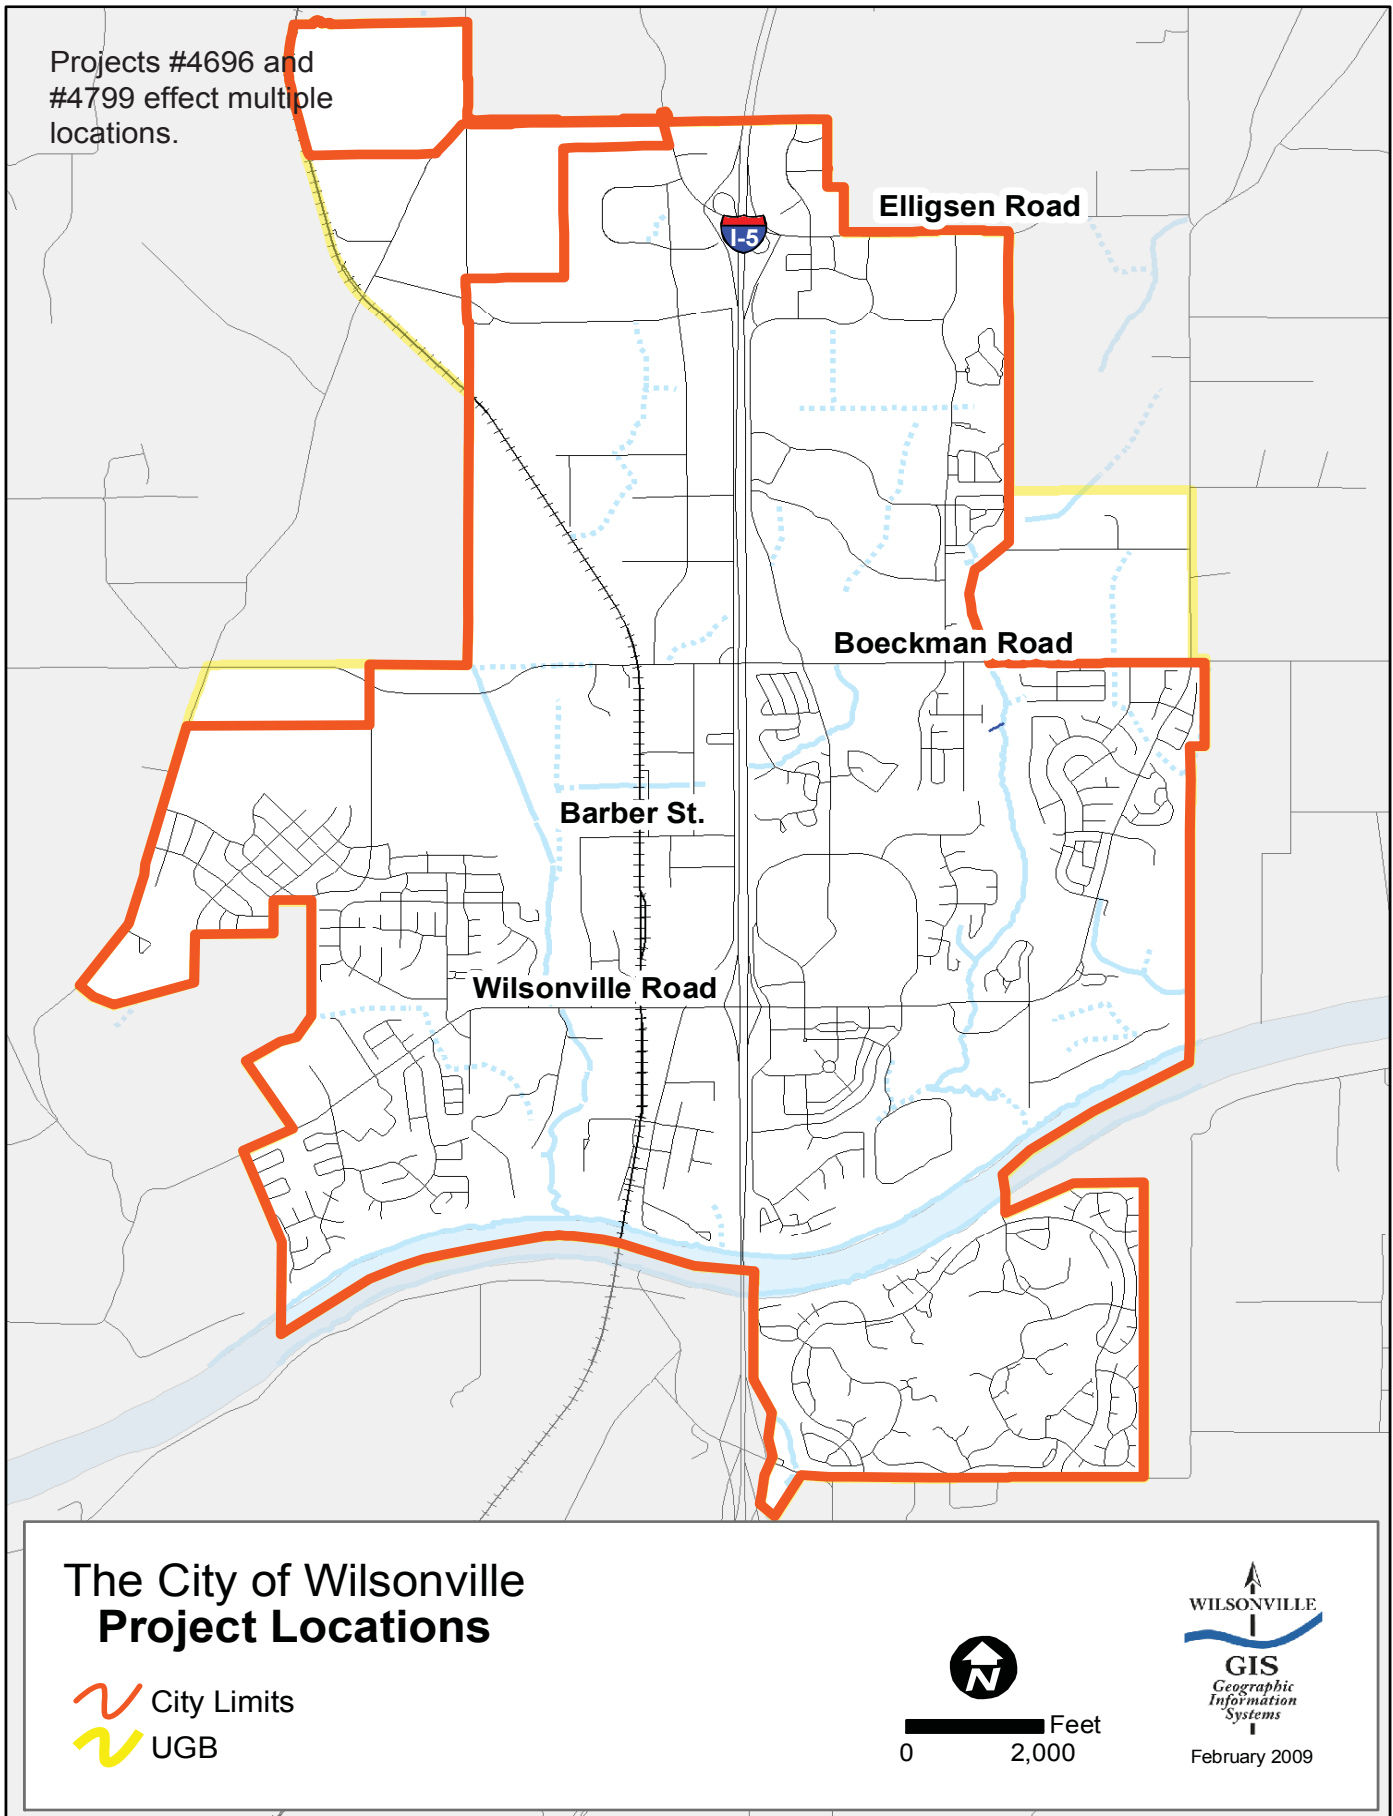 Projects #4696 and
#4799 effect multiple
locations.
Elligsen Road
I-5
Boeckman Road
Barber St.
Wilsonville Road
The City of Wilsonville
Project Locations
City Limits
UGB
N
Feet
0 2,000
WILSONVILLE
GIS
Geographic
Information
Systems
February 2009